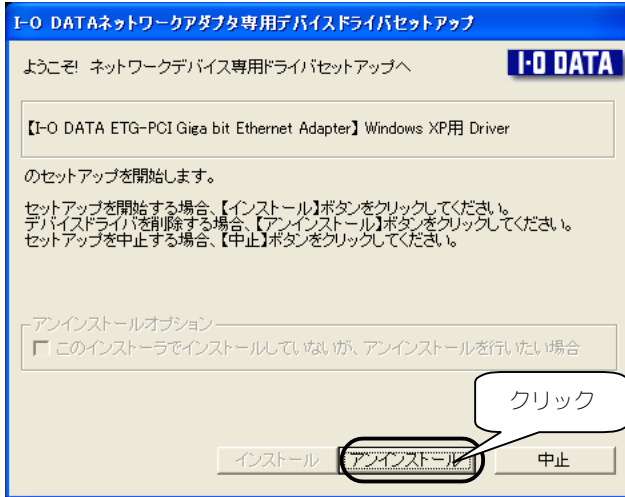 I-O DATAネットワークアダプタ専用デバイスドライバセットアップ
ようこそ! ネットワークデバイス専用ドライバセットアップへ
I-O DATA
【I-O DATA ETG-PCI Giga bit Ethernet Adapter】 Windows XP用 Driver
のセットアップを開始します。
セットアップを開始する場合、【インストール】ボタンをクリックしてください。
デバイスドライバを削除する場合、【アンインストール】ボタンをクリックしてください。
セットアップを中止する場合、【中止】ボタンをクリックしてください。
アンインストールオプション
このインストーラでインストールしていないが、アンインストールを行いたい場合
クリック
インストール
アンインストール
中止